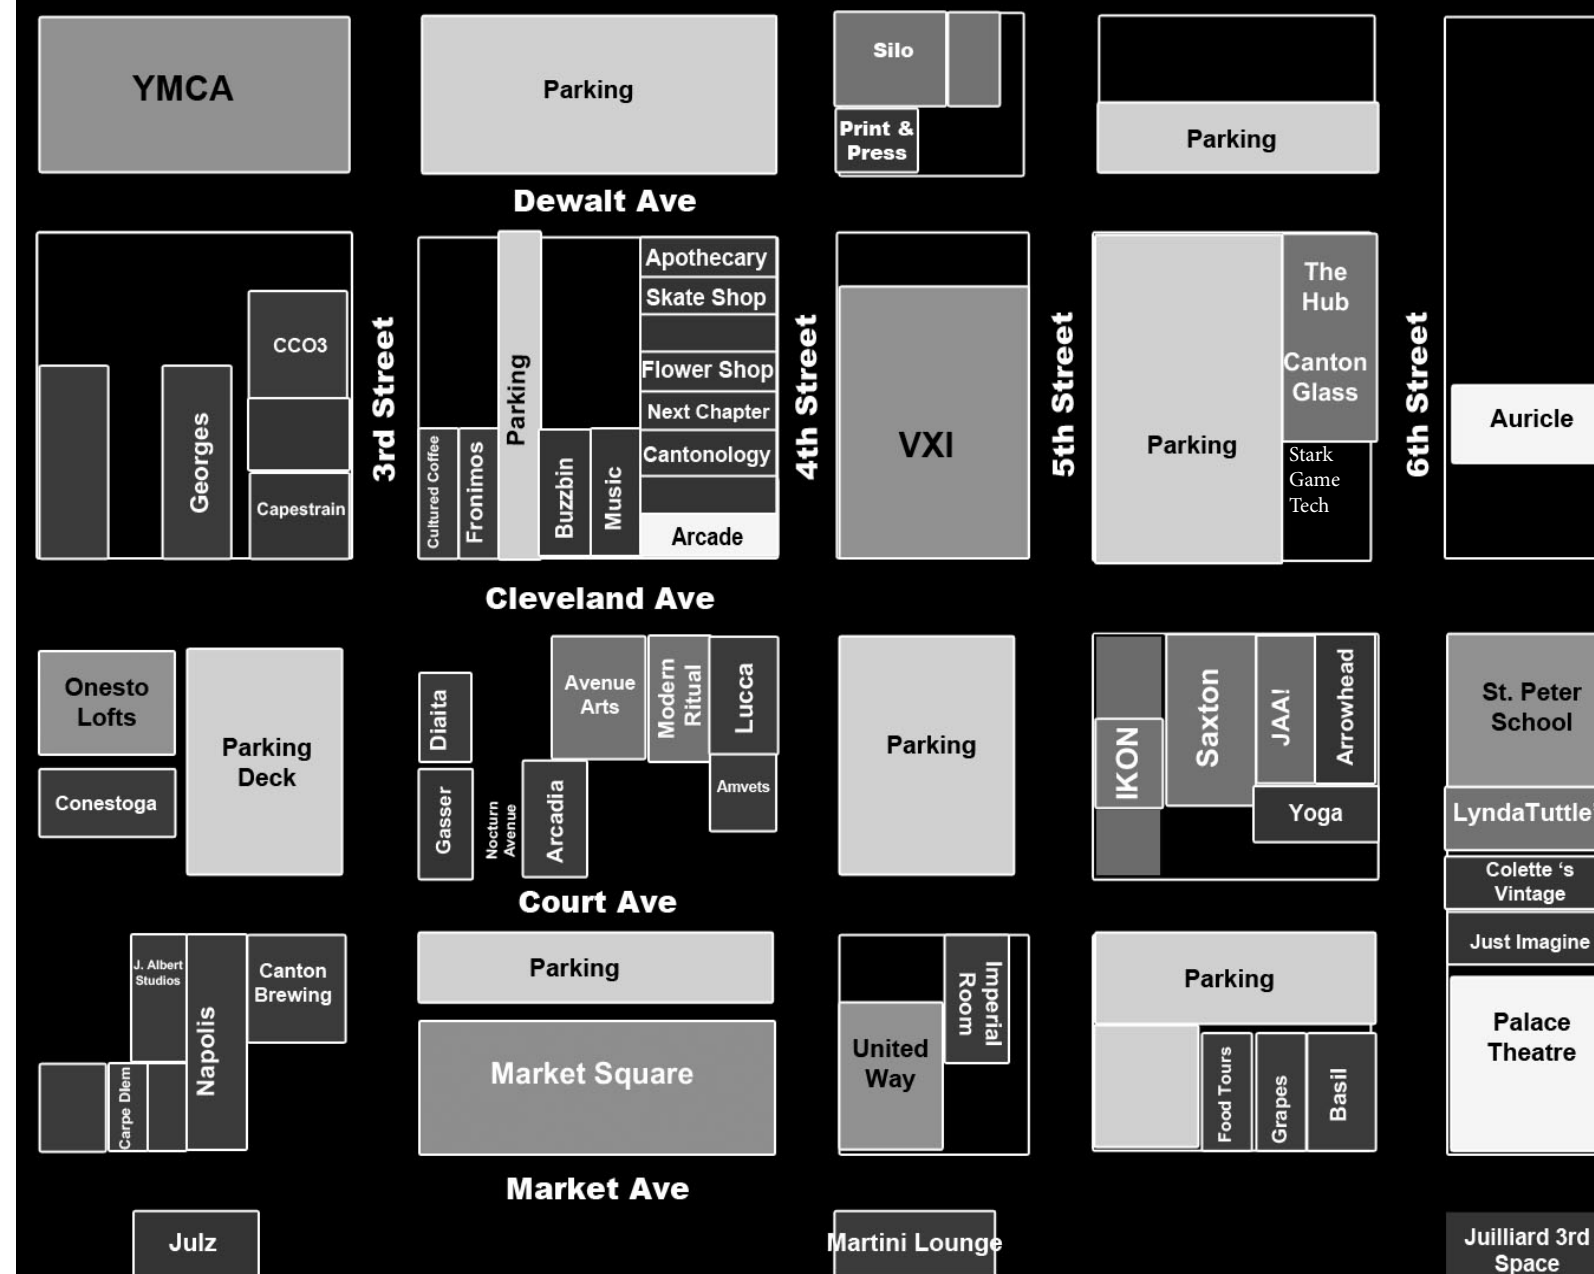 YMCA
Parking
Silo
Print &
Press
Parking
Dewalt Ave
CCO3
Georges
Capestrain
3rd Street
Cultured Coffee
Fronimos
Parking
Buzzbin
Music
Apothecary
Skate Shop
Flower Shop
Next Chapter
Cantonology
Arcade
4th Street
VXI
5th Street
Parking
The
Hub
Canton
Glass
Stark
Game
Tech
6th Street
Auricle
Cleveland Ave
Onesto
Lofts
Conestoga
Parking
Deck
Diaita
Gasser
Nocturn
Avenue
Arcadia
Avenue
Arts
Modern
Ritual
Lucca
Amvets
Parking
IKON
Saxton
JAA!
Arrowhead
Yoga
St. Peter
School
LyndaTuttle
Colette ‘s
Vintage
Just Imagine
Palace
Theatre
Court Ave
J. Albert
Studios
Napolis
Canton
Brewing
Carpe DIem
Parking
Market Square
United
Way
Imperial
Room
Parking
Food Tours
Grapes
Basil
Market Ave
Julz
Martini Lounge
Juilliard 3rd
Space